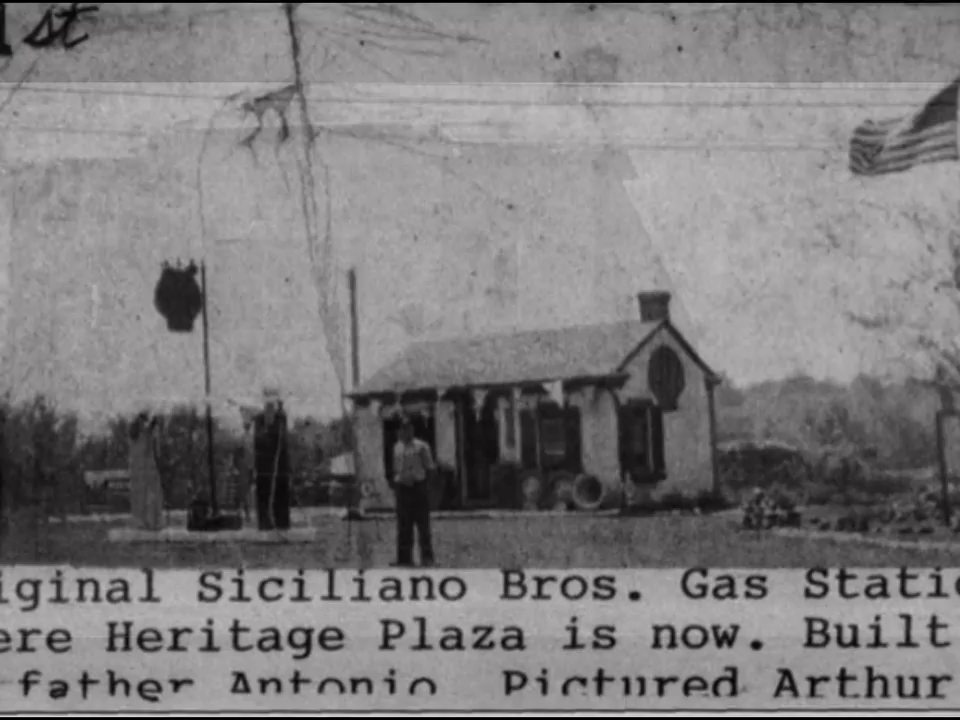 1st
iginal Siciliano Bros. Gas Statio
ere Heritage Plaza is now. Built
father Antonio Pictured Arthur